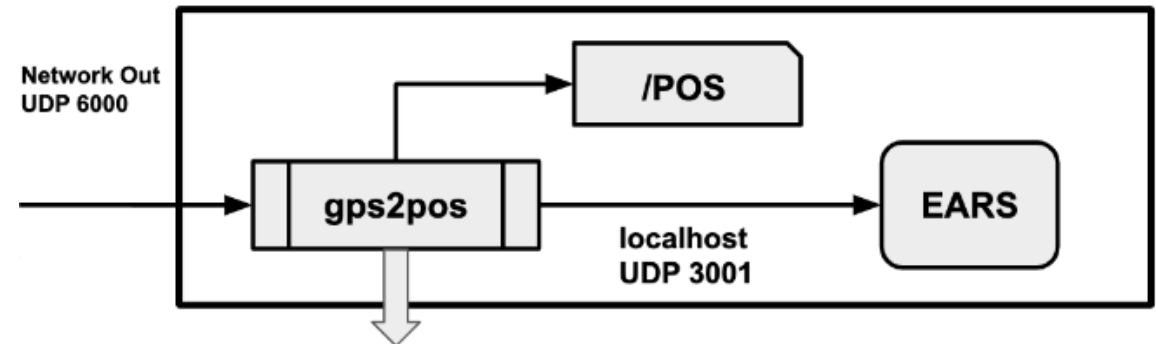 Network Out
UDP 6000
/POS
gps2pos
EARS
localhost
UDP 3001